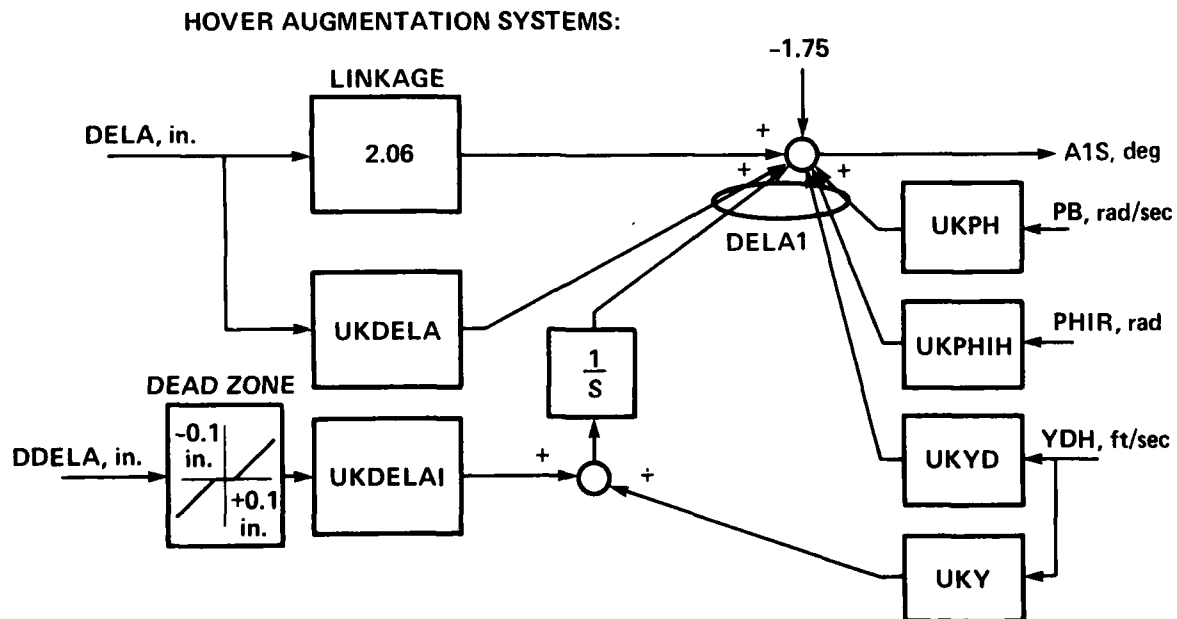 HOVER AUGMENTATION SYSTEMS:
-1.75
LINKAGE
DELA, in.
2.06
+
+
+
A1S, deg
DELA1
UKPH
PB, rad/sec
UKDELA
UKPHIH
PHIR, rad
1
S
DEAD ZONE
-0.1
in.
+0.1
in.
DDELA, in.
UKDELAI
+
+
UKYD
YDH, ft/sec
UKY